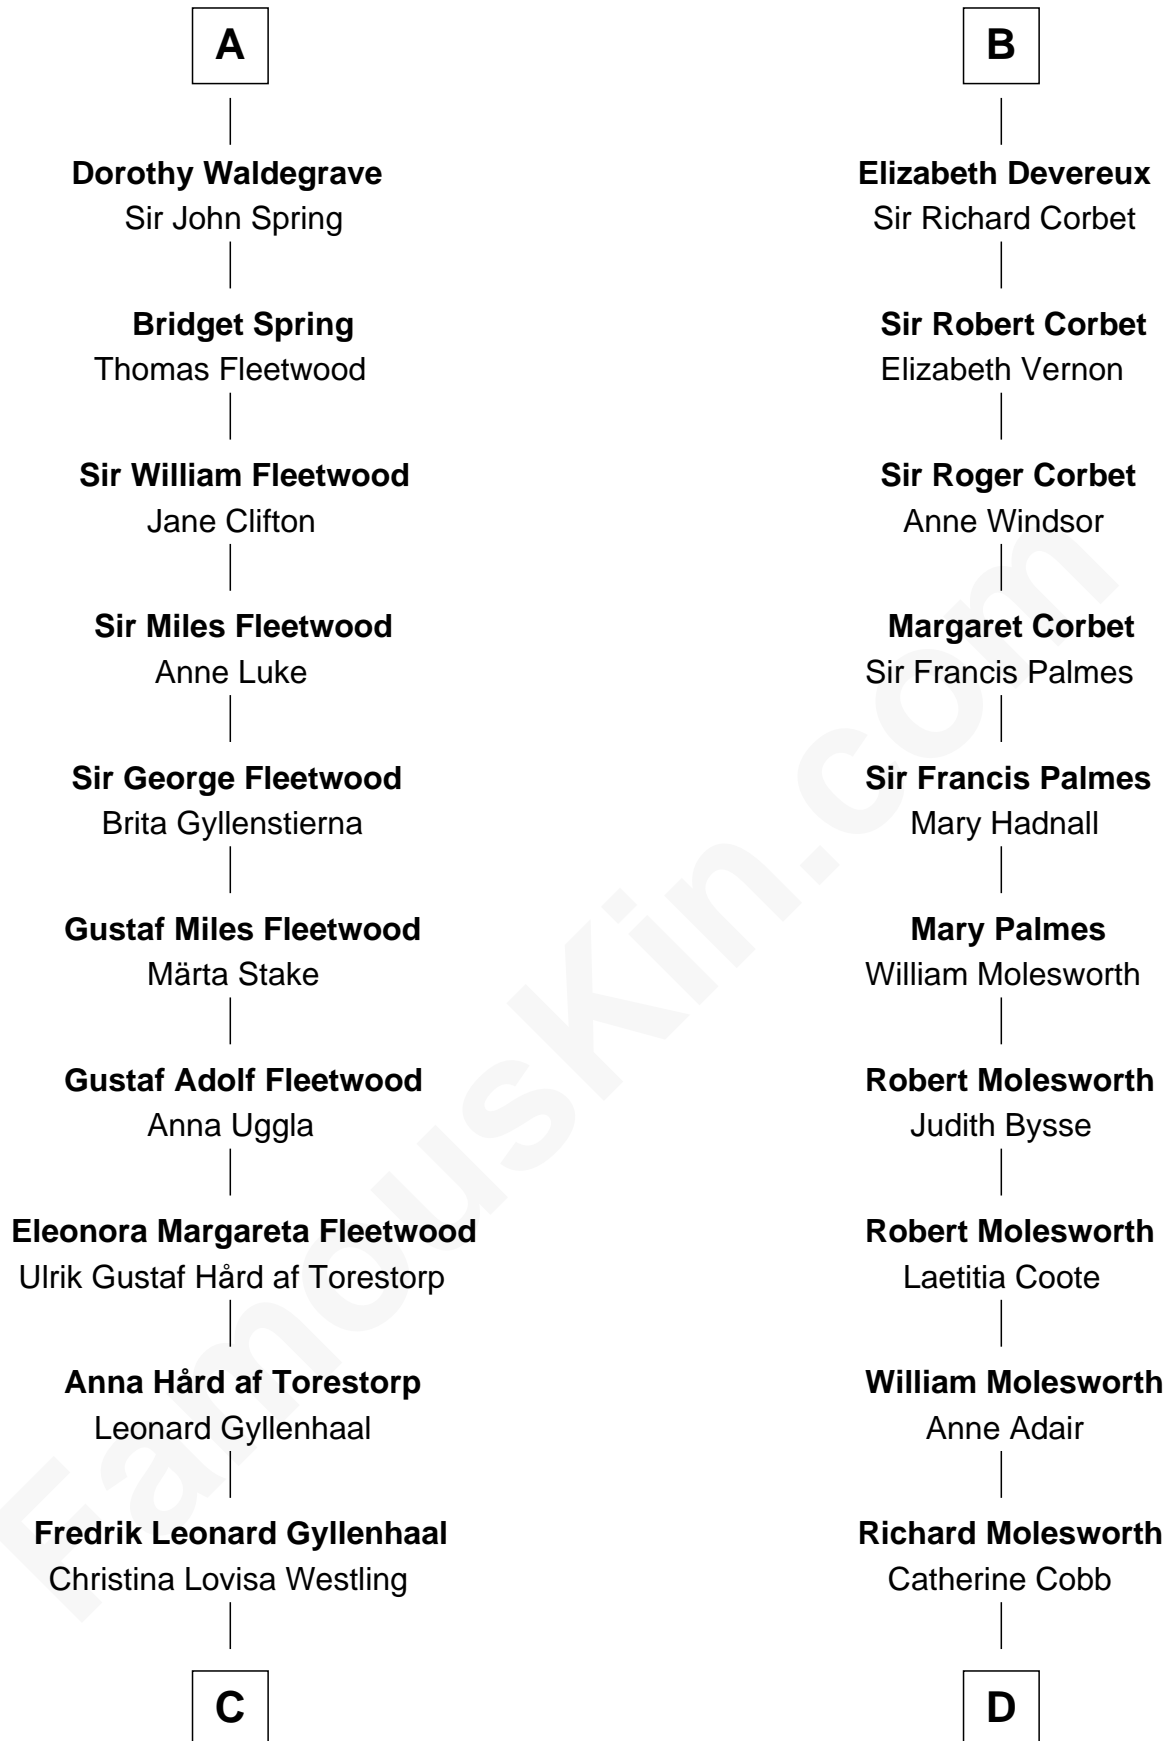 A
Dorothy Waldegrave
Sir John Spring
Bridget Spring
Thomas Fleetwood
Sir William Fleetwood
Jane Clifton
Sir Miles Fleetwood
Anne Luke
Sir George Fleetwood
Brita Gyllenstierna
Gustaf Miles Fleetwood
Märta Stake
Gustaf Adolf Fleetwood
Anna Uggla
Eleonora Margareta Fleetwood
Ulrik Gustaf Hård af Torestorp
Anna Hård af Torestorp
Leonard Gyllenhaal
Fredrik Leonard Gyllenhaal
Christina Lovisa Westling
C
B
Elizabeth Devereux
Sir Richard Corbet
Sir Robert Corbet
Elizabeth Vernon
Sir Roger Corbet
Anne Windsor
Margaret Corbet
Sir Francis Palmes
Sir Francis Palmes
Mary Hadnall
Mary Palmes
William Molesworth
Robert Molesworth
Judith Bysse
Robert Molesworth
Laetitia Coote
William Molesworth
Anne Adair
Richard Molesworth
Catherine Cobb
D
FamousKin.com